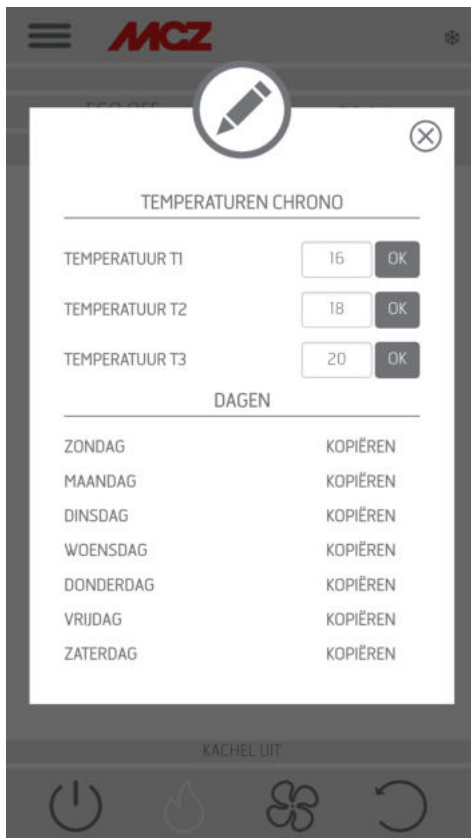 MCZ
TEMPERATUREN CHRONO
TEMPERATUUR T1 16 OK
TEMPERATUUR T2 18 OK
TEMPERATUUR T3 20 OK
DAGEN
ZONDAG KOPIËREN
MAANDAG KOPIËREN
DINSDAG KOPIËREN
WOENSDAG KOPIËREN
DONDERDAG KOPIËREN
VRIJDAG KOPIËREN
ZATERDAG KOPIËREN
KACHEL UIT